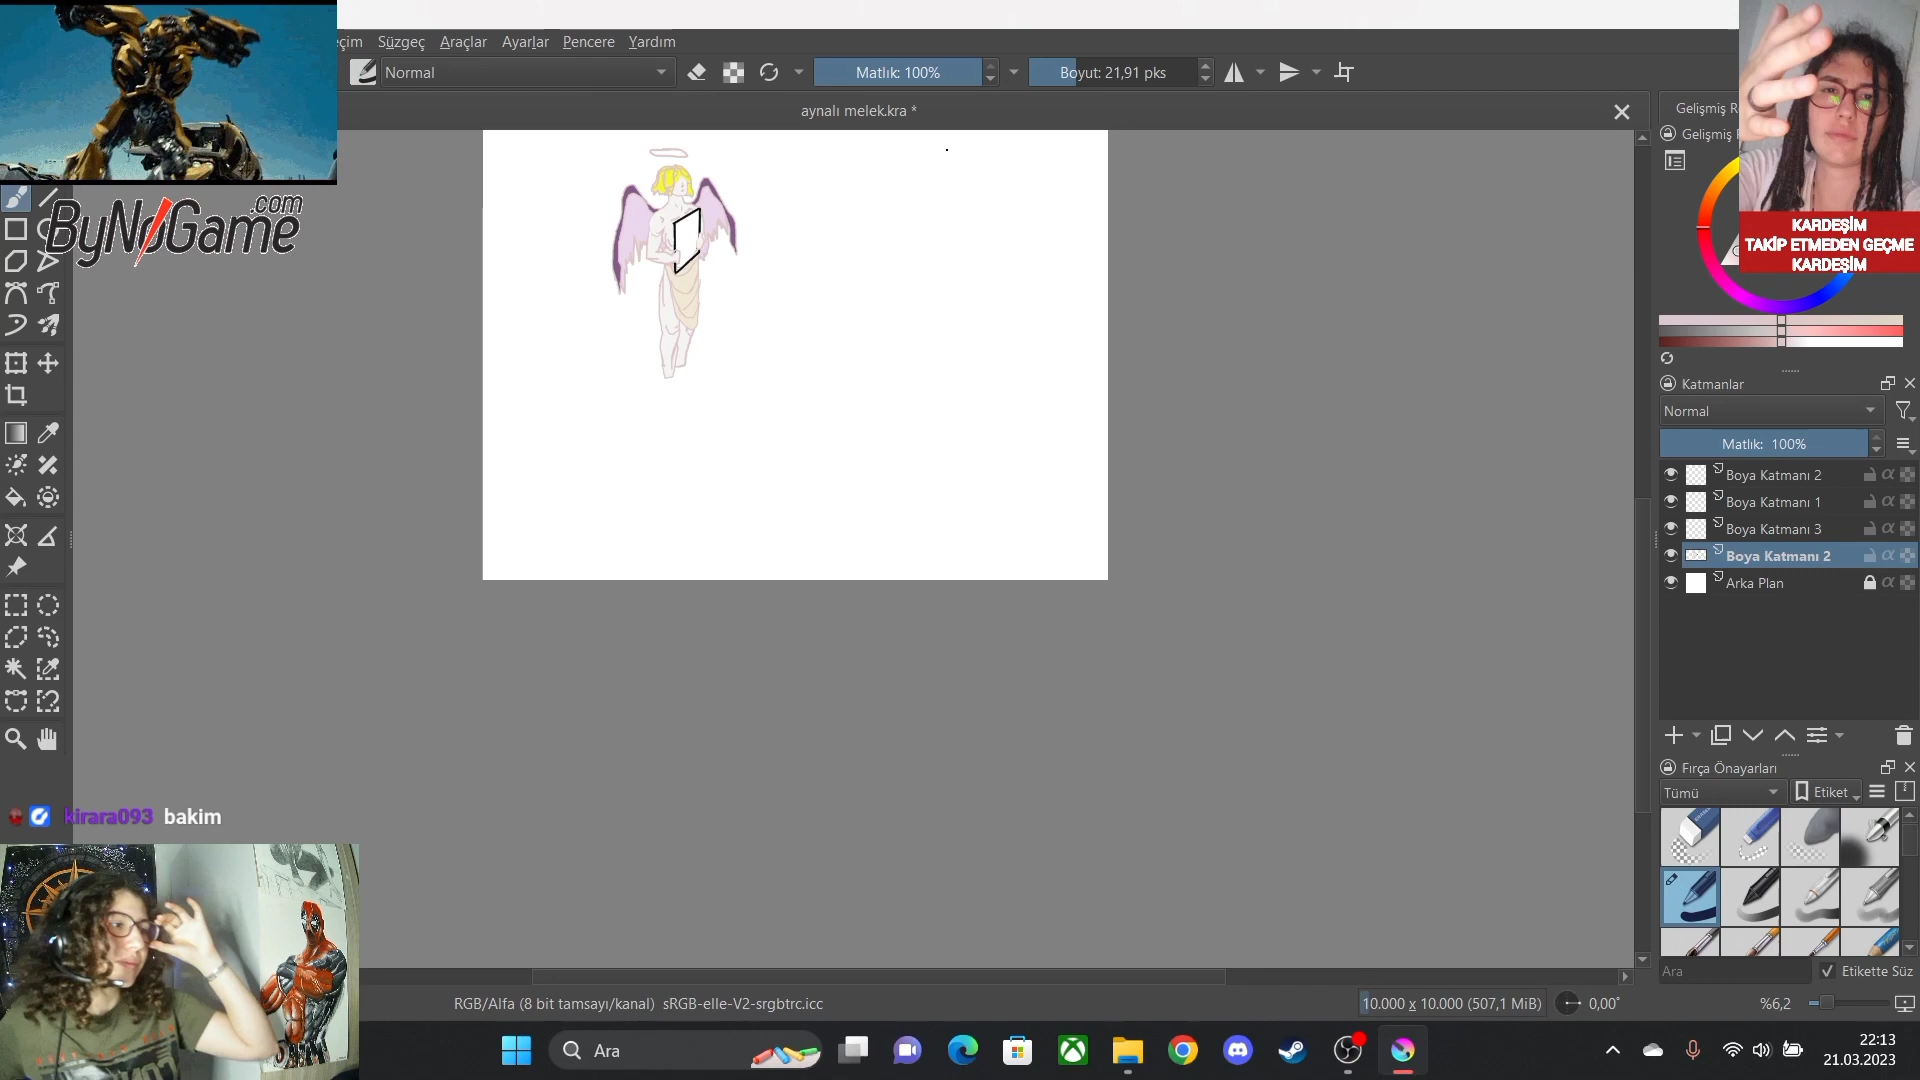 eçim Süzgeç Araçlar Ayarlar Pencere Yardım
Normal
Matlık: 100%
Boyut: 21,91 pks
aynalı melek.kra *
ByNoGame.com
Gelişmiş R
Gelişmiş
KARDEŞİM
TAKİP ETMEDEN GEÇME
KARDEŞİM
Katmanlar
Normal
Matlık: 100%
Boya Katmanı 2
Boya Katmanı 1
Boya Katmanı 3
Boya Katmanı 2
Arka Plan
Fırça Önayarları
Tümü
Etiket
kirara093 bakim
Ara
Etikette Süz
RGB/Alfa (8 bit tamsayı/kanal) sRGB-elle-V2-srgbtrc.icc
10.000 x 10.000 (507,1 MiB)
0,00°
%6,2
Ara
22:13
21.03.2023